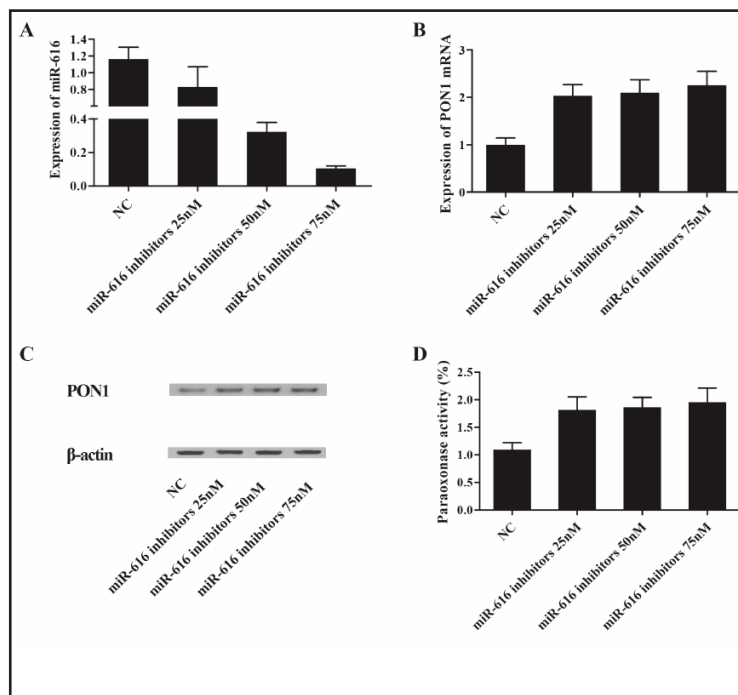 A
Expression of miR-616
1.4
1.2
1.0
0.8
0.4
0.2
0.0
NC
miR-616 inhibitors 25nM
miR-616 inhibitors 50nM
miR-616 inhibitors 75nM
B
Expression of PON1 mRNA
3
2
1
0
NC
miR-616 inhibitors 25nM
miR-616 inhibitors 50nM
miR-616 inhibitors 75nM
C
PON1
β-actin
NC
miR-616 inhibitors 25nM
miR-616 inhibitors 50nM
miR-616 inhibitors 75nM
D
Paraoxonase activity (%)
2.5
2.0
1.5
1.0
0.5
0.0
NC
miR-616 inhibitors 25nM
miR-616 inhibitors 50nM
miR-616 inhibitors 75nM